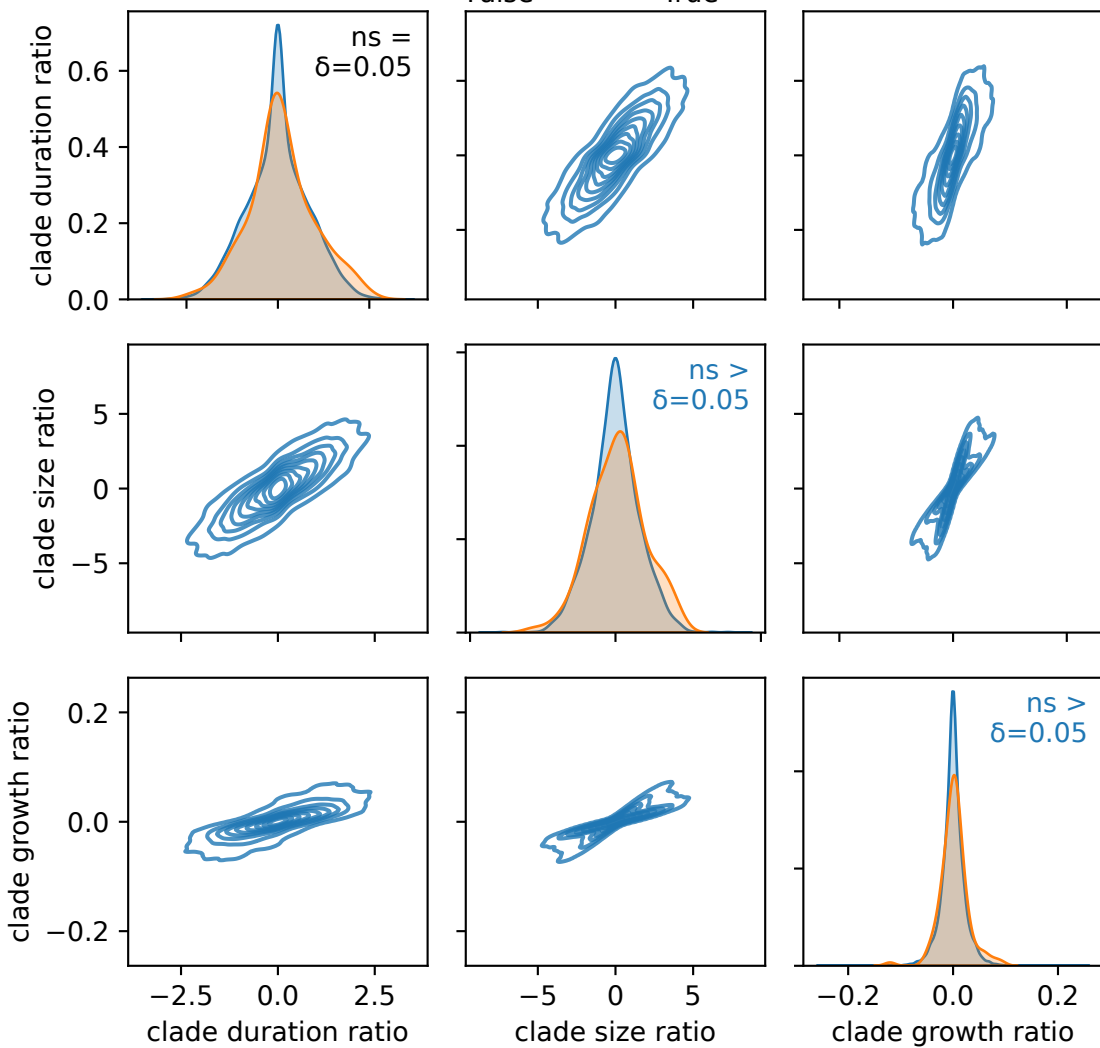 clade duration ratio
0.6
0.4
0.2
0.0
ns =
δ=0.05
clade size ratio
5
0
−5
ns >
δ=0.05
clade growth ratio
0.2
0.0
−0.2
ns >
δ=0.05
−2.5 0.0 2.5
−5 0 5
−0.2 0.0 0.2
clade duration ratio
clade size ratio
clade growth ratio